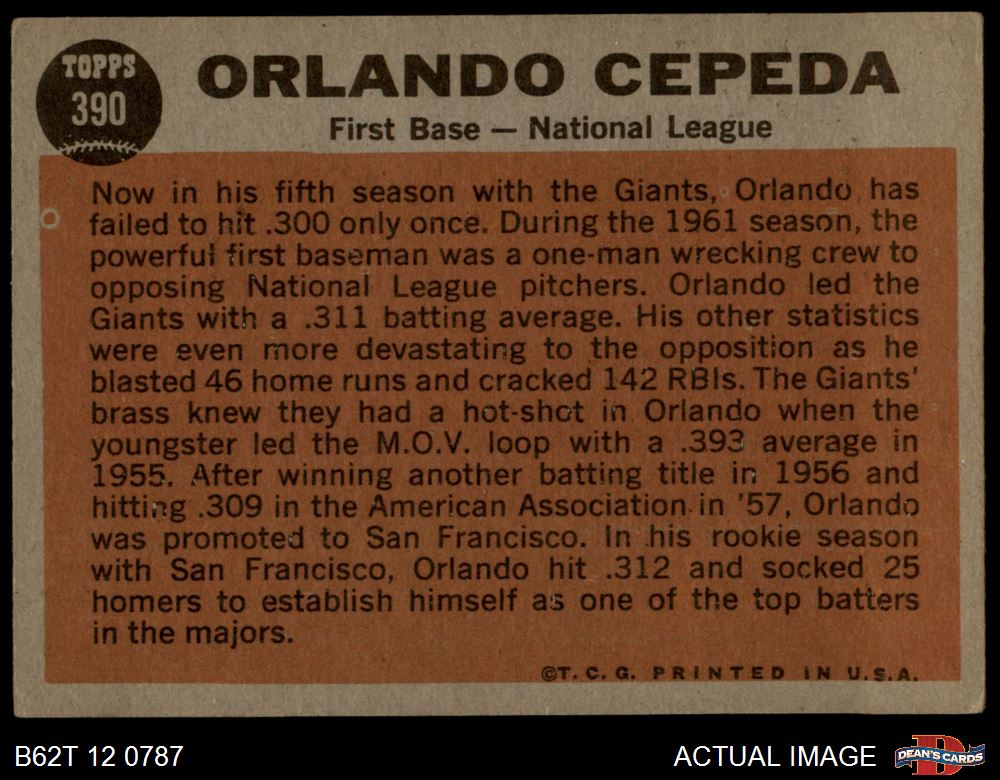 TOPPS
390
ORLANDO CEPEDA
First Base — National League
Now in his fifth season with the Giants, Orlando has
failed to hit .300 only once. During the 1961 season, the
powerful first baseman was a one-man wrecking crew to
opposing National League pitchers. Orlando led the
Giants with a .311 batting average. His other statistics
were even more devastating to the opposition as he
blasted 46 home runs and cracked 142 RBIs. The Giants'
brass knew they had a hot-shot in Orlando when the
youngster led the M.O.V. loop with a .393 average in
1955. After winning another batting title in 1956 and
hitting .309 in the American Association in '57, Orlando
was promoted to San Francisco. In his rookie season
with San Francisco, Orlando hit .312 and socked 25
homers to establish himself as one of the top batters
in the majors.
©T. C. G. PRINTED IN U.S.A.
B62T 12 0787
ACTUAL IMAGE
D
DEAN'S CARDS